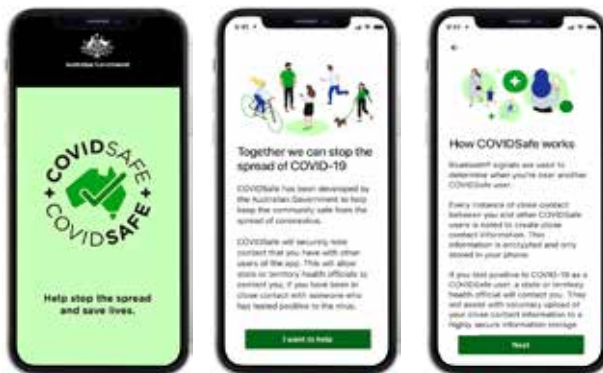 Australian Government
COVIDSAFE
COVIDSAFE
Help stop the spread
and save lives.
Together we can stop the
spread of COVID-19
COVIDSafe has been developed by
the Australian Government to help
keep the community safe from the
spread of coronavirus.
COVIDSafe will securely note
contact that you have with other
users of the app. This will allow
state or territory health officials to
contact you, if you have been in
close contact with someone who
has tested positive to the virus.
I want to help
How COVIDSafe works
Bluetooth® signals are used to
determine when you're near another
COVIDSafe user.
Every instance of close contact
between you and other COVIDSafe
users is noted to create close
contact information. This
information is encrypted and only
stored in your phone.
If you test positive to COVID-19 as a
COVIDSafe user, a state or territory
health official will contact you. They
will assist with voluntary upload of
your close contact information to a
highly secure information storage
Next